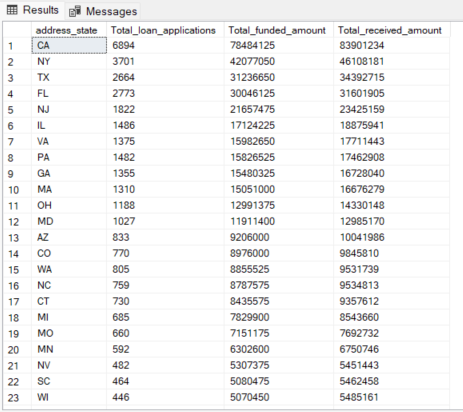 Results Messages
address_state Total_loan_applications Total_funded_amount Total_received_amount
1 CA 6894 78484125 83901234
2 NY 3701 42077050 46108181
3 TX 2664 31236650 34392715
4 FL 2773 30046125 31601905
5 NJ 1822 21657475 23425159
6 IL 1486 17124225 18875941
7 VA 1375 15982650 17711443
8 PA 1482 15826525 17462908
9 GA 1355 15480325 16728040
10 MA 1310 15051000 16676279
11 OH 1188 12991375 14330148
12 MD 1027 11911400 12985170
13 AZ 833 9206000 10041986
14 CO 770 8976000 9845810
15 WA 805 8855525 9531739
16 NC 759 8787575 9534813
17 CT 730 8435575 9357612
18 MI 685 7829900 8543660
19 MO 660 7151175 7692732
20 MN 592 6302600 6750746
21 NV 482 5307375 5451443
22 SC 464 5080475 5462458
23 WI 446 5070450 5485161